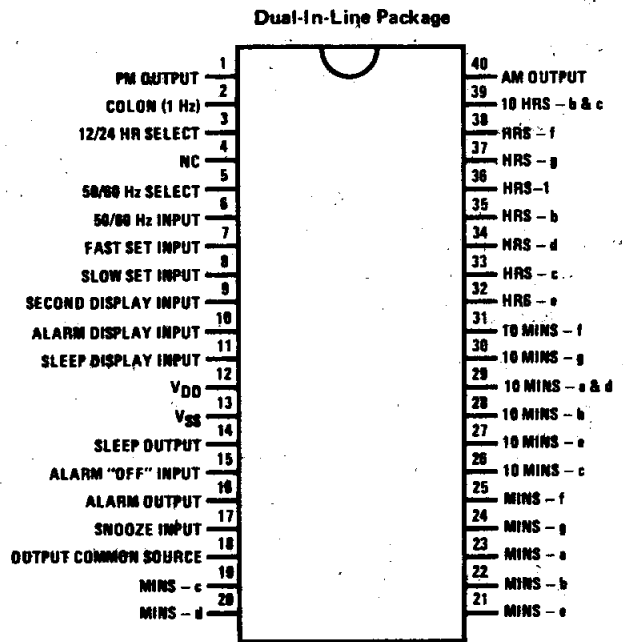 Dual-In-Line Package
1
PM OUTPUT
2
COLON (1 Hz)
3
12/24 HR SELECT
4
NC
5
50/60 Hz SELECT
6
50/60 Hz INPUT
7
FAST SET INPUT
8
SLOW SET INPUT
9
SECOND DISPLAY INPUT
10
ALARM DISPLAY INPUT
11
SLEEP DISPLAY INPUT
12
VDD
13
VSS
14
SLEEP OUTPUT
15
ALARM "OFF" INPUT
16
ALARM OUTPUT
17
SNOOZE INPUT
18
OUTPUT COMMON SOURCE
19
MINS – c
20
MINS – d
40
AM OUTPUT
39
10 HRS – b & c
38
HRS – f
37
HRS – g
36
HRS–1
35
HRS – b
34
HRS – d
33
HRS – c
32
HRS – e
31
10 MINS – f
30
10 MINS – g
29
10 MINS – a & d
28
10 MINS – b
27
10 MINS – e
26
10 MINS – c
25
MINS – f
24
MINS – g
23
MINS – a
22
MINS – b
21
MINS – e